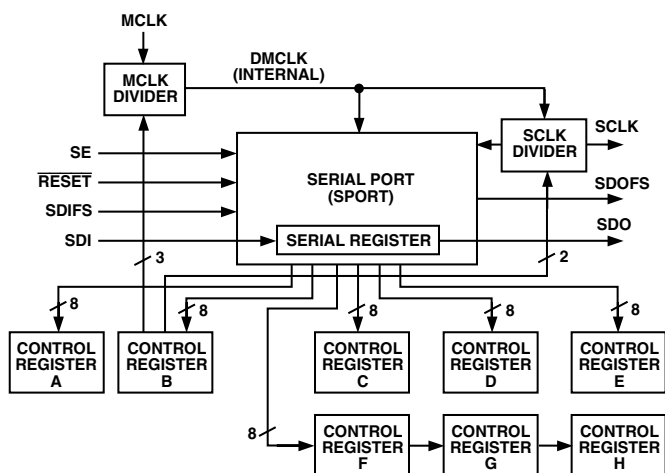 MCLK
DMCLK
(INTERNAL)
MCLK
DIVIDER
SCLK
DIVIDER
SCLK
SE
RESET
SDIFS
SDI
SERIAL PORT
(SPORT)
SERIAL REGISTER
SDOFS
SDO
3
2
8
8
8
8
8
CONTROL
REGISTER
A
CONTROL
REGISTER
B
CONTROL
REGISTER
C
CONTROL
REGISTER
D
CONTROL
REGISTER
E
8
CONTROL
REGISTER
F
CONTROL
REGISTER
G
CONTROL
REGISTER
H